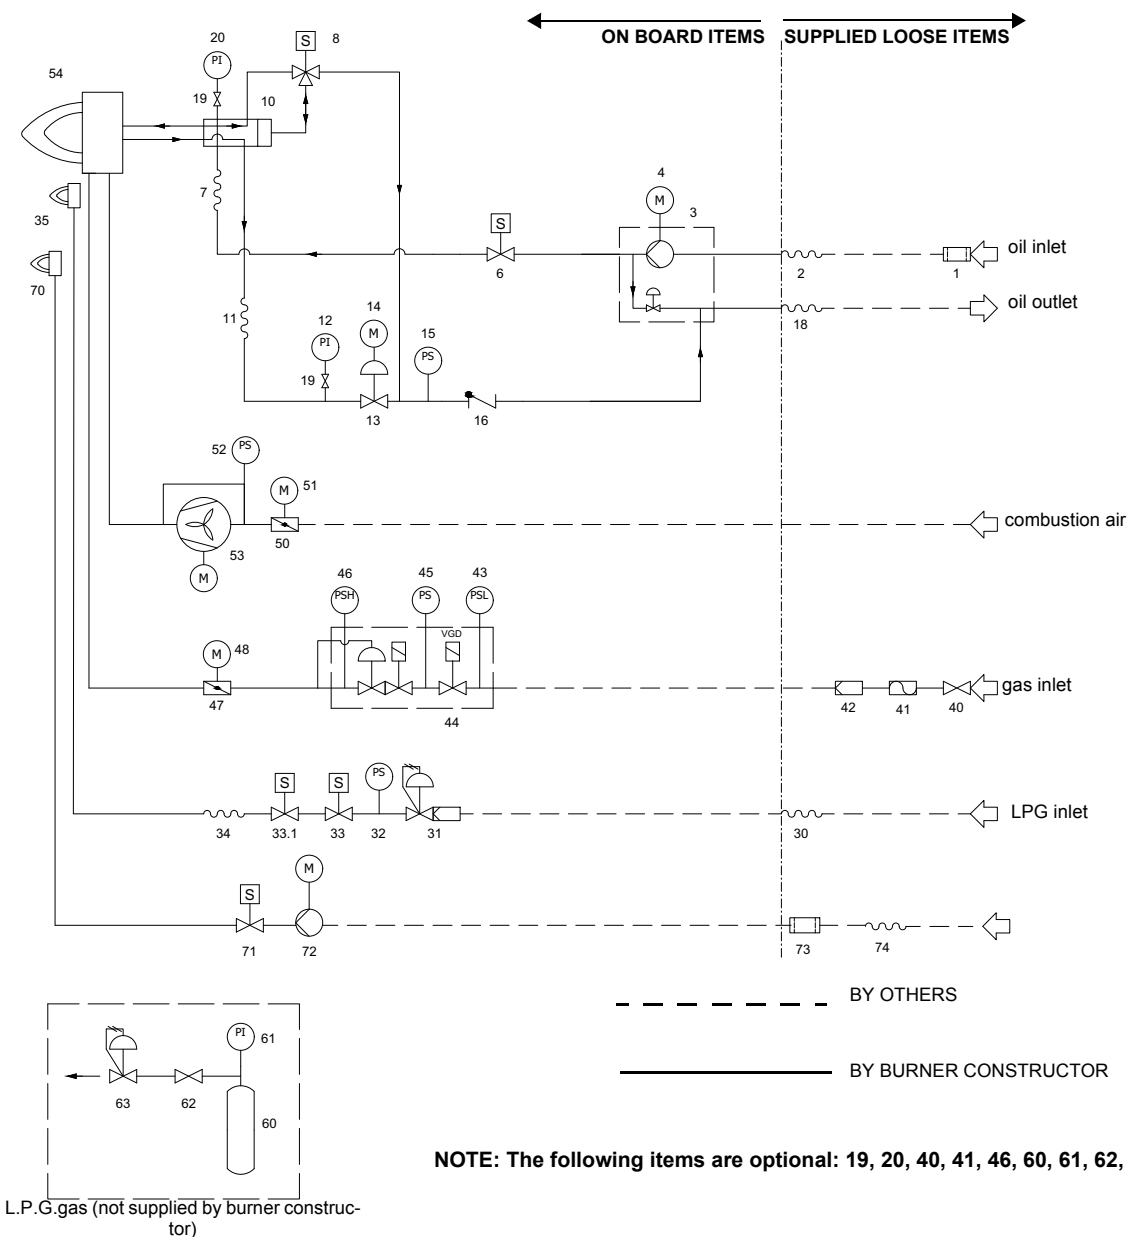 ON BOARD ITEMS SUPPLIED LOOSE ITEMS
20 S 8
PI
54
19 10
4
M
7
3
35
S
oil inlet
6 2 1
70
oil outlet
14
12 15
11 18
M
PI PS
19
13 16
52 PS
51
M
combustion air
50
53
M
46 45 43
PSH PS PSL
VGD
M 48
gas inlet
47 42 41 40
44
PS
S S
LPG inlet
34 33.1 33 32 31 30
M
S
71 72 73 74
BY OTHERS
PI 61
BY BURNER CONSTRUCTOR
63 62
60
NOTE: The following items are optional: 19, 20, 40, 41, 46, 60, 61, 62,
L.P.G.gas (not supplied by burner construc-
tor)